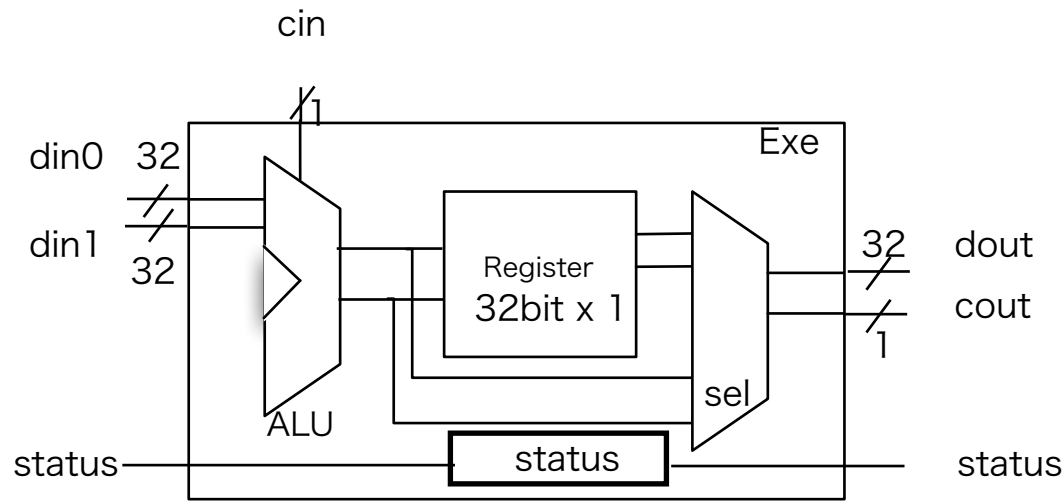 cin
1
Exe
din0 32
din1
32
Register
32bit x 1
32 dout
cout
1
sel
ALU
status
status
status